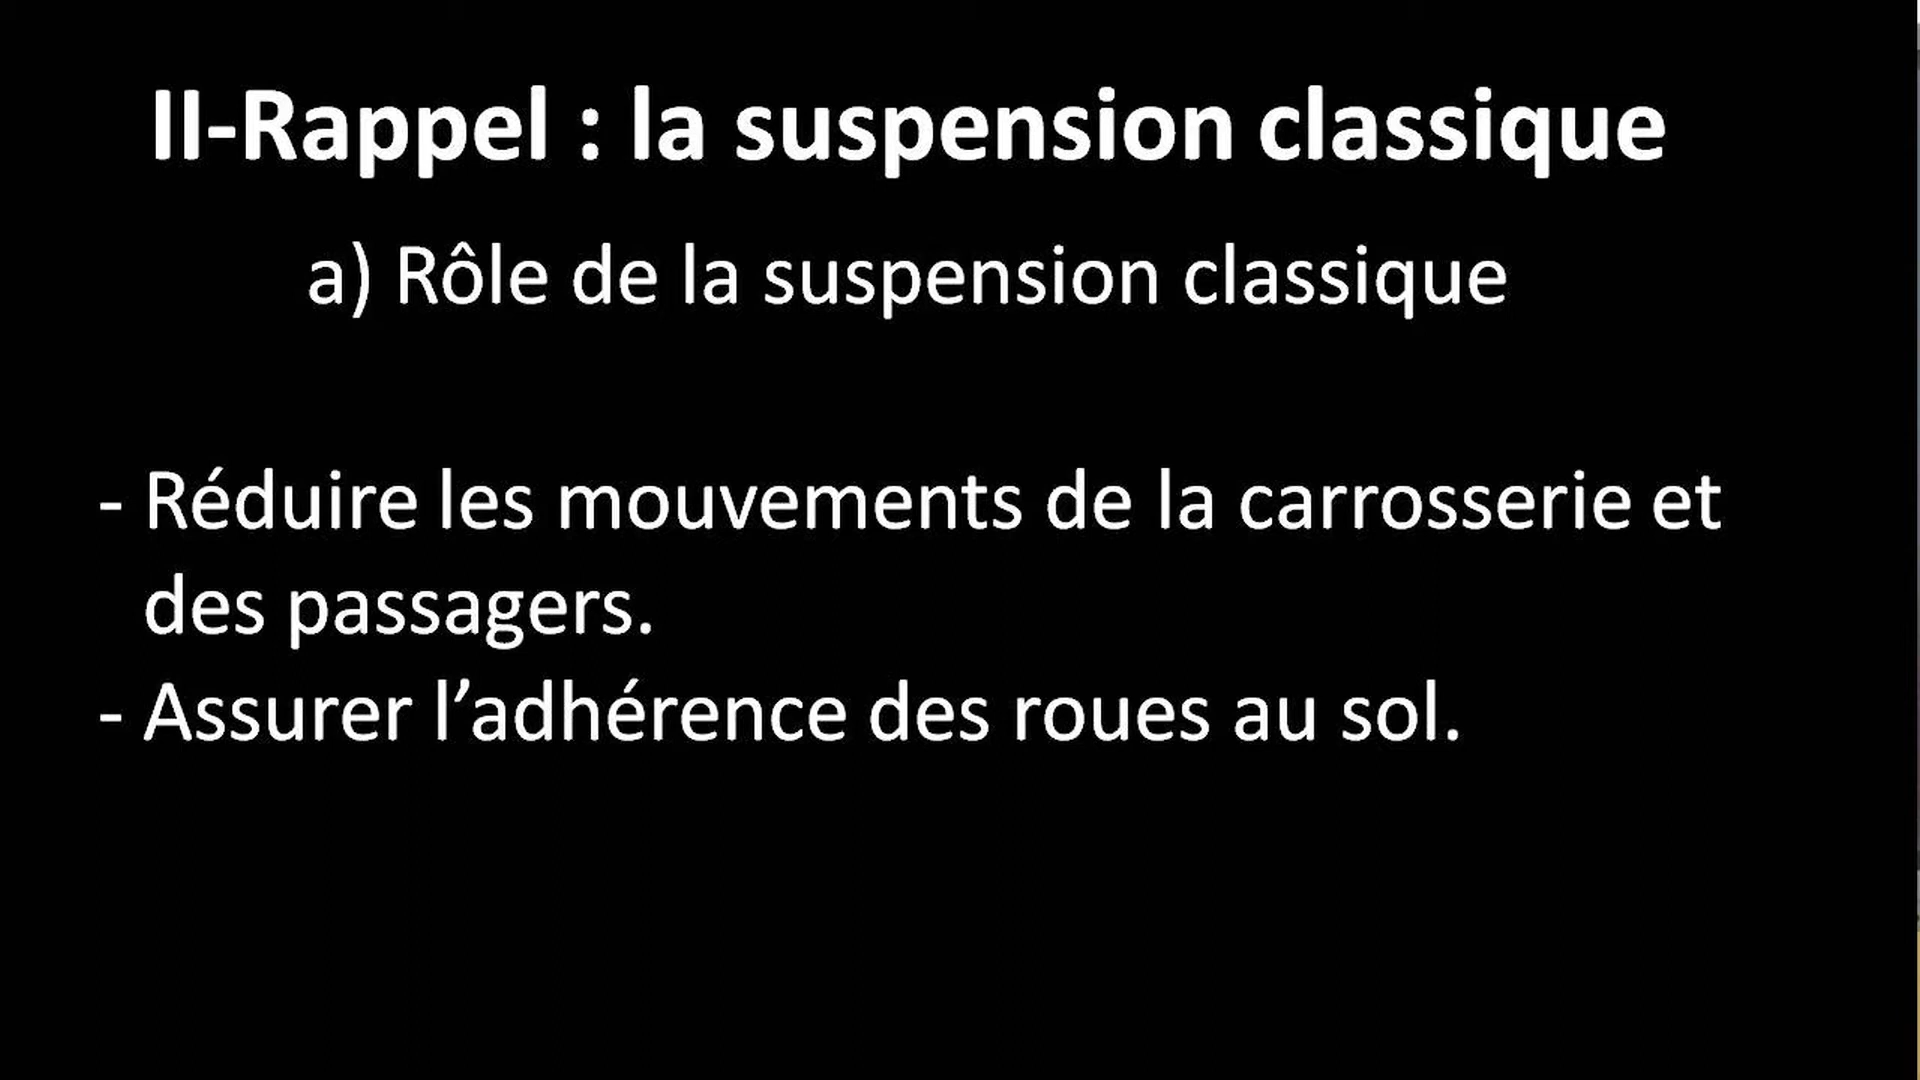 II-Rappel : la suspension classique
a) Rôle de la suspension classique
- Réduire les mouvements de la carrosserie et
des passagers.
- Assurer l’adhérence des roues au sol.